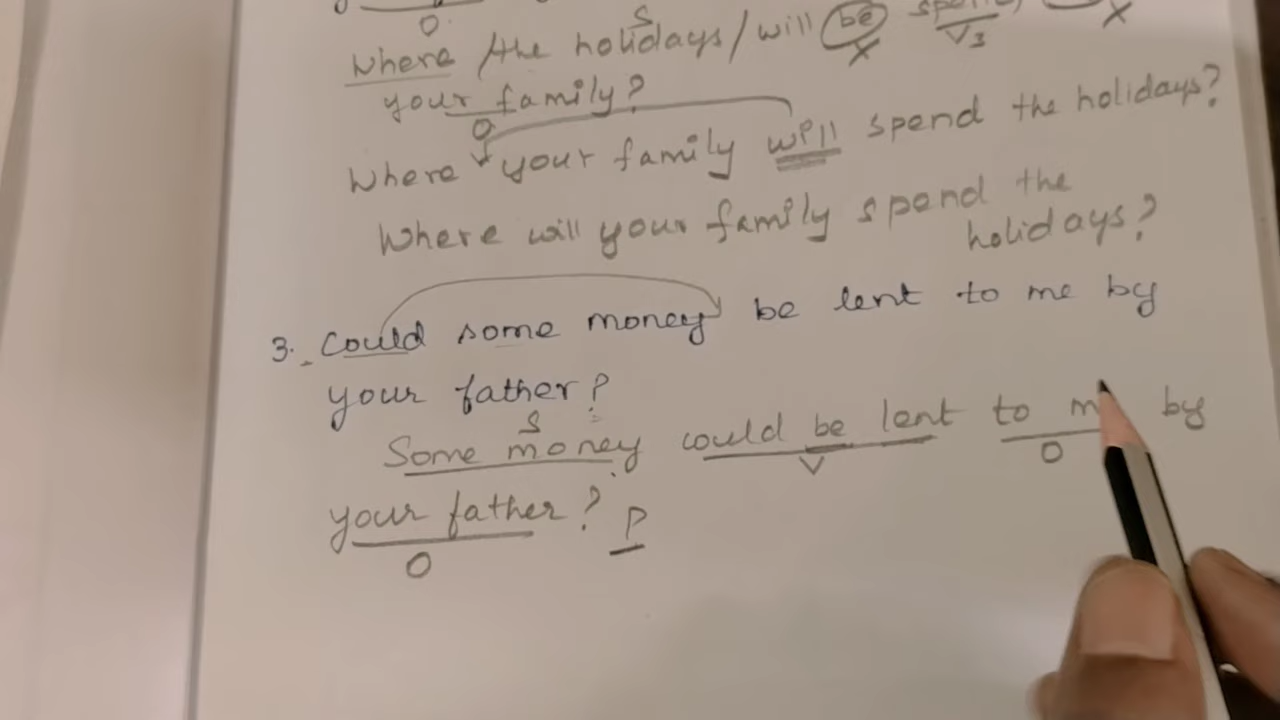 O
S
Where / the holidays / will be
X V3 X
your family?
O
Where your family will spend the holidays?
Where will your family spend the
holidays?
3. Could some money be lent to me by
your father?
S
Some money could be lent to by
V O
your father? P
O